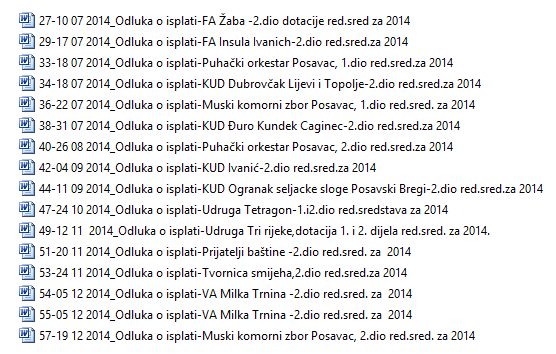 27-10 07 2014_Odluka o isplati-FA Žaba -2.dio dotacije red.sred za 2014
29-17 07 2014_Odluka o isplati-FA Insula Ivanich-2.dio red.sred.za 2014
33-18 07 2014_Odluka o isplati-Puhački orkestar Posavac, 1.dio red.sred.za 2014
34-18 07 2014_Odluka o isplati-KUD Dubrovčak Lijevi i Topolje-2.dio red.sred.za 2014
36-22 07 2014_Odluka o isplati-Muski komorni zbor Posavac, 1.dio red.sred.za 2014
38-31 07 2014_Odluka o isplati-KUD Đuro Kundek Caginec-2.dio red.sred.za 2014
40-26 08 2014_Odluka o isplati-Puhački orkestar Posavac, 2.dio red.sred.za 2014
42-04 09 2014_Odluka o isplati-KUD Ivanić-2.dio red.sred.za 2014
44-11 09 2014_Odluka o isplati-KUD Ogranak seljacke sloge Posavski Bregi-2.dio red.sred.za 2014
47-24 10 2014_Odluka o isplati-Udruga Tetragon-1.i2.dio red.sredstava za 2014
49-12 11  2014_Odluka o isplati-Udruga Tri rijeke,dotacija 1. i 2. dijela red.sred. za 2014.
51-20 11 2014_Odluka o isplati-Prijatelji baštine -2.dio red.sred. za  2014
53-24 11 2014_Odluka o isplati-Tvornica smijeha,2.dio red.sred. za 2014
54-05 12 2014_Odluka o isplati-VA Milka Trnina -2.dio red.sred. za  2014
55-05 12 2014_Odluka o isplati-VA Milka Trnina -2.dio red.sred. za  2014
57-19 12 2014_Odluka o isplati-Muski komorni zbor Posavac, 2.dio red.sred. za 2014